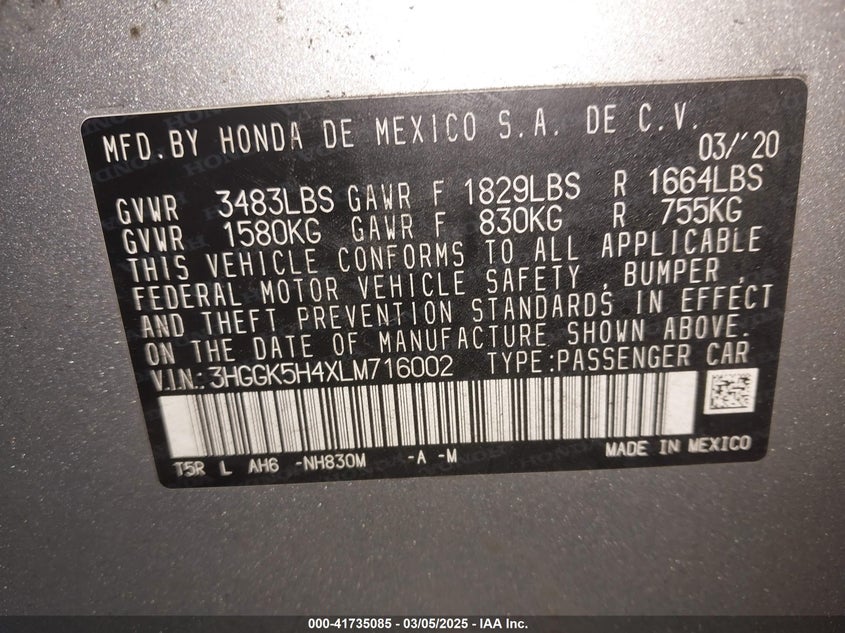 MFD.BY HONDA DE MEXICO S.A. DE C.V.
03/'20
GVWR 3483LBS GAWR F 1829LBS R 1664LBS
GVWR 1580KG GAWR F 830KG R 755KG
THIS VEHICLE CONFORMS TO ALL APPLICABLE
FEDERAL MOTOR VEHICLE SAFETY , BUMPER ,
AND THEFT PREVENTION STANDARDS IN EFFECT
ON THE DATE OF MANUFACTURE SHOWN ABOVE.
V.I.N.: 3HGGK5H4XLM716002 TYPE:PASSENGER CAR
T5R L AH6 -NH830M -A -M MADE IN MEXICO
000-41735085 - 03/05/2025 - IAA Inc.